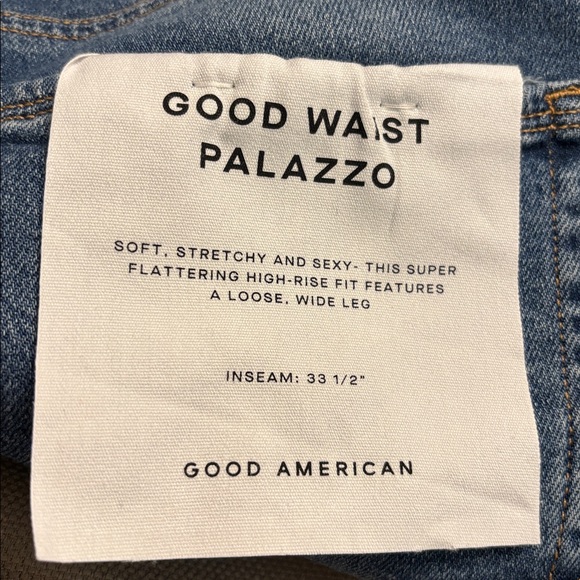 GOOD WAIST
PALAZZO
SOFT, STRETCHY AND SEXY- THIS SUPER
FLATTERING HIGH-RISE FIT FEATURES
A LOOSE, WIDE LEG
INSEAM: 33 1/2"
GOOD AMERICAN